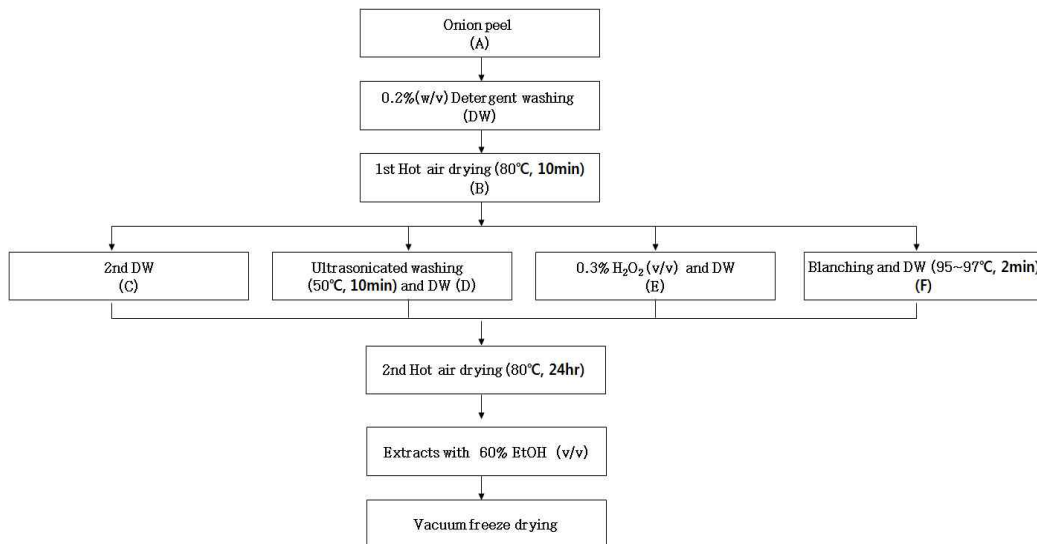 Onion peel
(A)
0.2%(w/v) Detergent washing
(DW)
1st Hot air drying (80℃, 10min)
(B)
2nd DW
(C)
Ultrasonicated washing
(50℃, 10min) and DW (D)
0.3% H₂O₂ (v/v) and DW
(E)
Blanching and DW (95~97℃, 2min)
(F)
2nd Hot air drying (80℃, 24hr)
Extracts with 60% EtOH (v/v)
Vacuum freeze drying